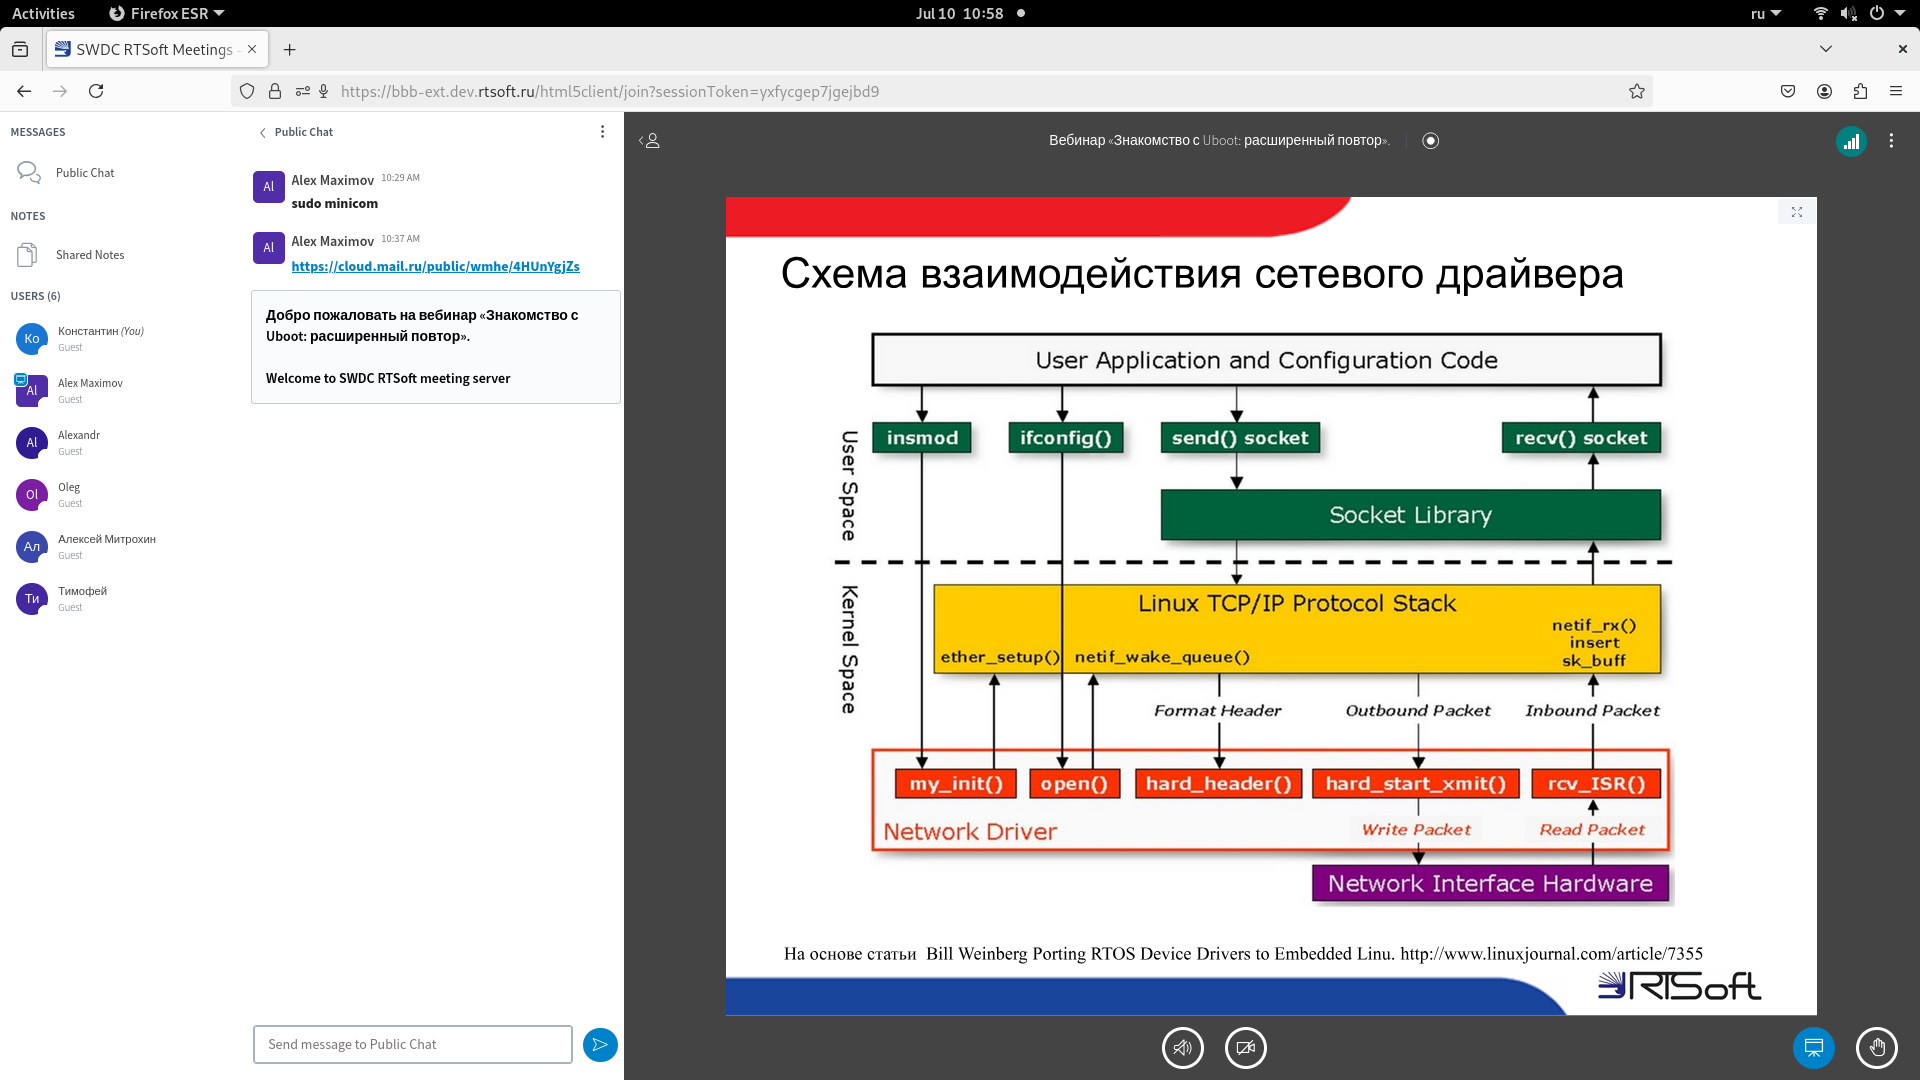 Activities
Firefox ESR
Jul 10 10:58
ru
SWDC RTSoft Meetings -
https://bbb-ext.dev.rtsoft.ru/html5client/join?sessionToken=yxfycgep7jgejbd9
MESSAGES
Public Chat
NOTES
Shared Notes
USERS (6)
Ko
Константин (You)
Guest
Al
Alex Maximov
Guest
Al
Alexandr
Guest
Ol
Oleg
Guest
Ал
Алексей Митрохин
Guest
Ти
Тимофей
Guest
Public Chat
Al
Alex Maximov 10:29 AM
sudo minicom
Al
Alex Maximov 10:37 AM
https://cloud.mail.ru/public/wmhe/4HUnYgjZs
Добро пожаловать на вебинар «Знакомство с
Uboot: расширенный повтор».
Welcome to SWDC RTSoft meeting server
Send message to Public Chat
Вебинар «Знакомство с Uboot: расширенный повтор».
Схема взаимодействия сетевого драйвера
User Application and Configuration Code
insmod
ifconfig()
send() socket
recv() socket
User Space
Socket Library
Kernel Space
Linux TCP/IP Protocol Stack
netif_rx()
insert
sk_buff
ether_setup()
netif_wake_queue()
Format Header
Outbound Packet
Inbound Packet
my_init()
open()
hard_header()
hard_start_xmit()
rcv_ISR()
Network Driver
Write Packet
Read Packet
Network Interface Hardware
На основе статьи Bill Weinberg Porting RTOS Device Drivers to Embedded Linu. http://www.linuxjournal.com/article/7355
RTSoft